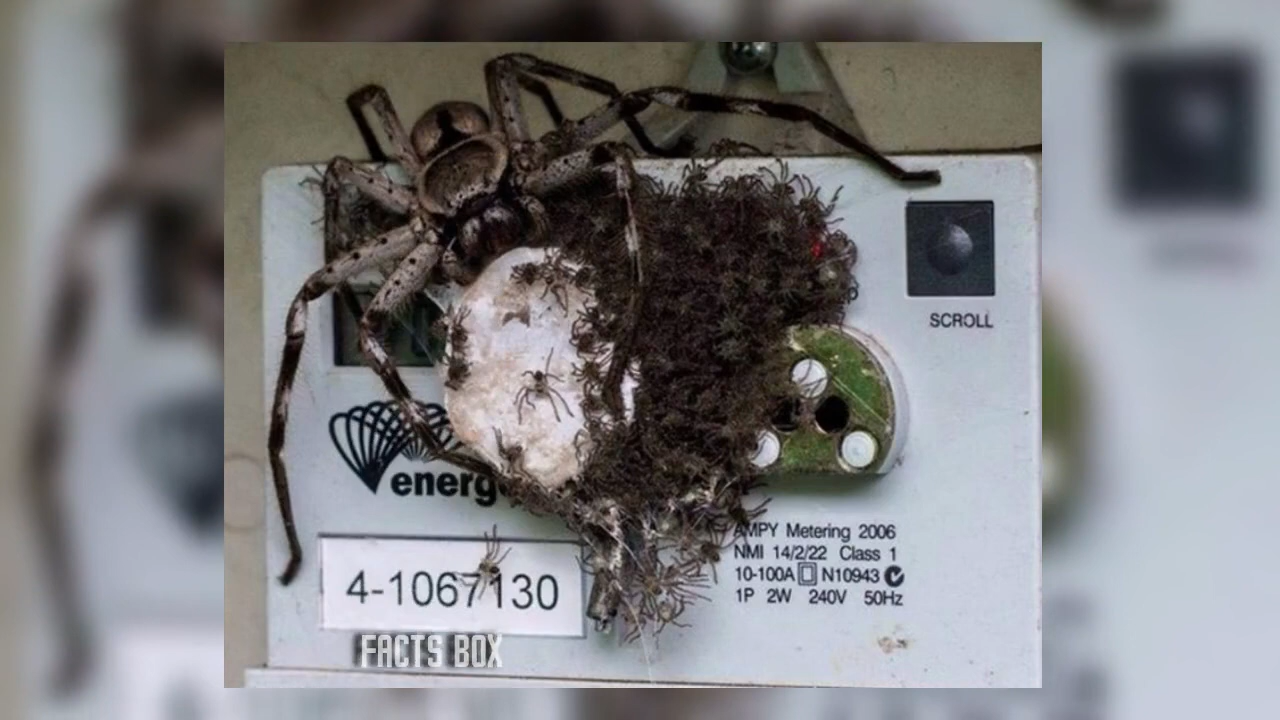 SCROLL
energ
AMPY Metering 2006
NMI 14/2/22 Class 1
10-100A N10943
1P 2W 240V 50Hz
4-1067130
FACTS BOX